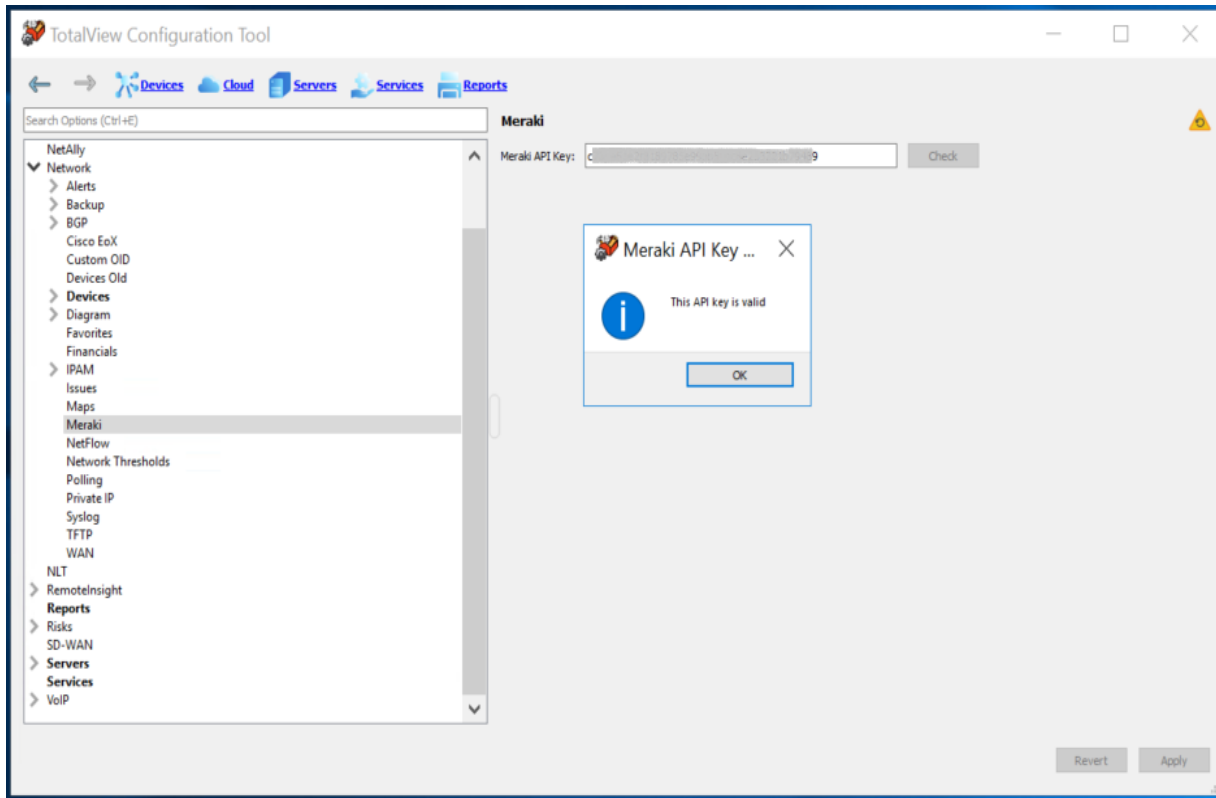 TotalView Configuration Tool
Devices Cloud Servers Services Reports
Search Options (Ctrl+E)
NetAlly
Network
Alerts
Backup
BGP
Cisco EoX
Custom OID
Devices Old
Devices
Diagram
Favorites
Financials
IPAM
Issues
Maps
Meraki
NetFlow
Network Thresholds
Polling
Private IP
Syslog
TFTP
WAN
NLT
RemoteInsight
Reports
Risks
SD-WAN
Servers
Services
VoIP
Meraki
Meraki API Key: Check
Meraki API Key ...
This API key is valid
OK
Revert Apply